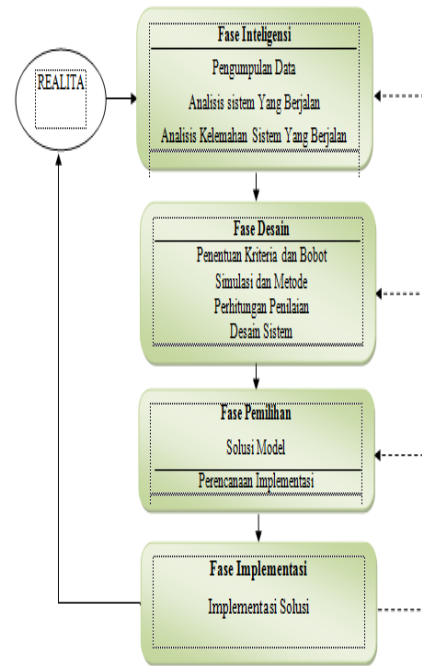 REALITA
Fase Inteligensi
Pengumpulan Data
Analisis sistem Yang Berjalan
Analisis Kelemahan Sistem Yang Berjalan
Fase Desain
Penentuan Kriteria dan Bobot
Simulasi dan Metode
Perhitungan Penilaian
Desain Sistem
Fase Pemilihan
Solusi Model
Perencanaan Implementasi
Fase Implementasi
Implementasi Solusi